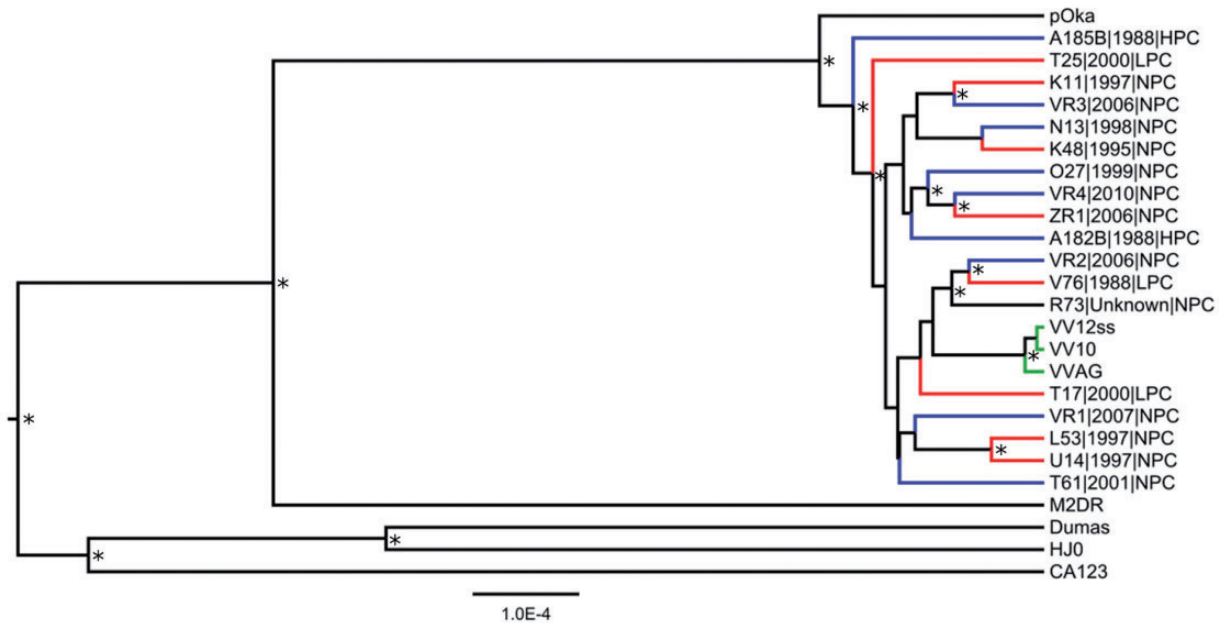 pOka
A185B|1988|HPC
*
T25|2000|LPC
K11|1997|NPC
*
*
VR3|2006|NPC
N13|1998|NPC
K48|1995|NPC
*
O27|1999|NPC
*
VR4|2010|NPC
*
ZR1|2006|NPC
A182B|1988|HPC
VR2|2006|NPC
*
*
V76|1988|LPC
*
R73|Unknown|NPC
VV12ss
VV10
*
VVAG
T17|2000|LPC
*
VR1|2007|NPC
L53|1997|NPC
*
U14|1997|NPC
T61|2001|NPC
M2DR
Dumas
*
HJ0
*
CA123
1.0E-4